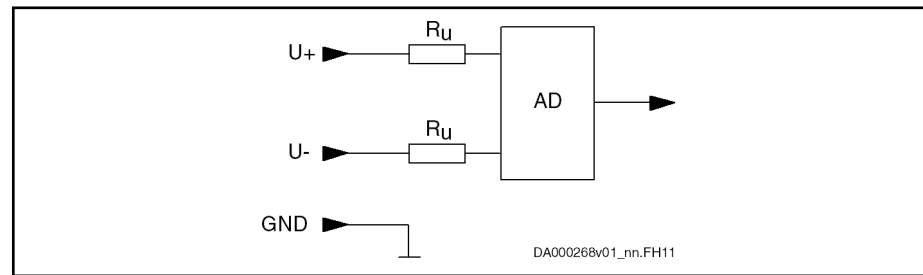 Ru
U+
AD
Ru
U-
GND
DA000268v01_nn.FH11